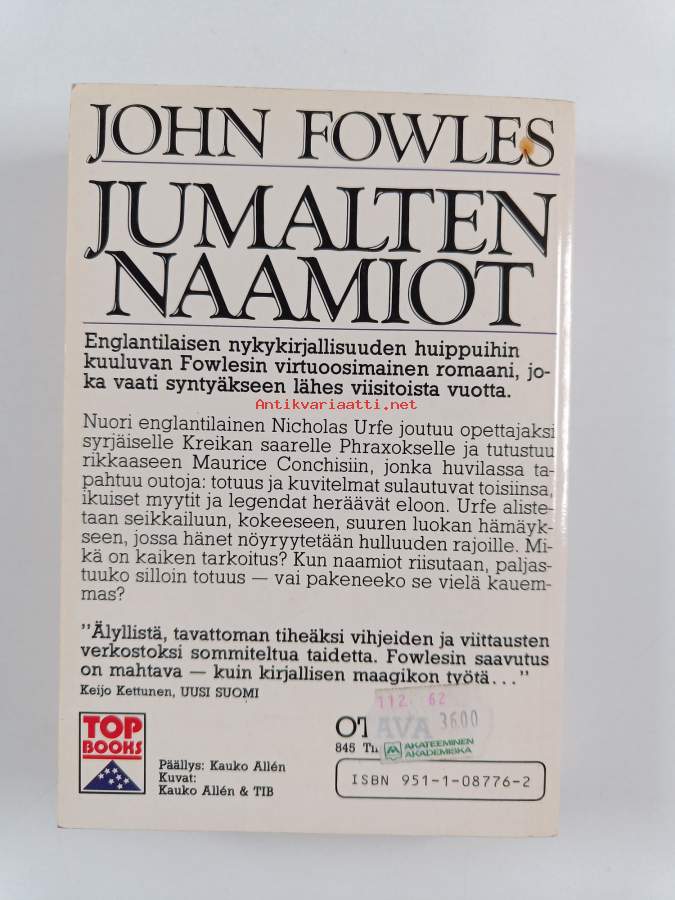 JOHN FOWLES
JUMALTEN
NAAMIOT
Englantilaisen nykykirjallisuuden huippuihin
kuuluvan Fowlesin virtuoosimainen romaani, jo-
ka vaati syntyäkseen lähes viisitoista vuotta.
Antikvariaatti.net
Nuori englantilainen Nicholas Urfe joutuu opettajaksi
syrjäiselle Kreikan saarelle Phraxokselle ja tutustuu
rikkaaseen Maurice Conchisiin, jonka huvilassa ta-
pahtuu outoja: totuus ja kuvitelmat sulautuvat toisiinsa,
ikuiset myytit ja legendat heräävät eloon. Urfe aliste-
taan seikkailuun, kokeeseen, suuren luokan hämäyk-
seen, jossa hänet nöyryytetään hulluuden rajoille. Mi-
kä on kaiken tarkoitus? Kun naamiot riisutaan, paljas-
tuuko silloin totuus — vai pakeneeko se vielä kauem-
mas?
"Älyllistä, tavattoman tiheäksi vihjeiden ja viittausten
verkostoksi sommiteltua taidetta. Fowlesin saavutus
on mahtava — kuin kirjallisen maagikon työtä..."
Keijo Kettunen, UUSI SUOMI
TOP
BOOKS
Päällys: Kauko Allén
Kuvat:
Kauko Allén & TIB
112 62
OTAVA 3600
845
AKATEEMINEN
AKADEMISKA
ISBN 951-1-08776-2